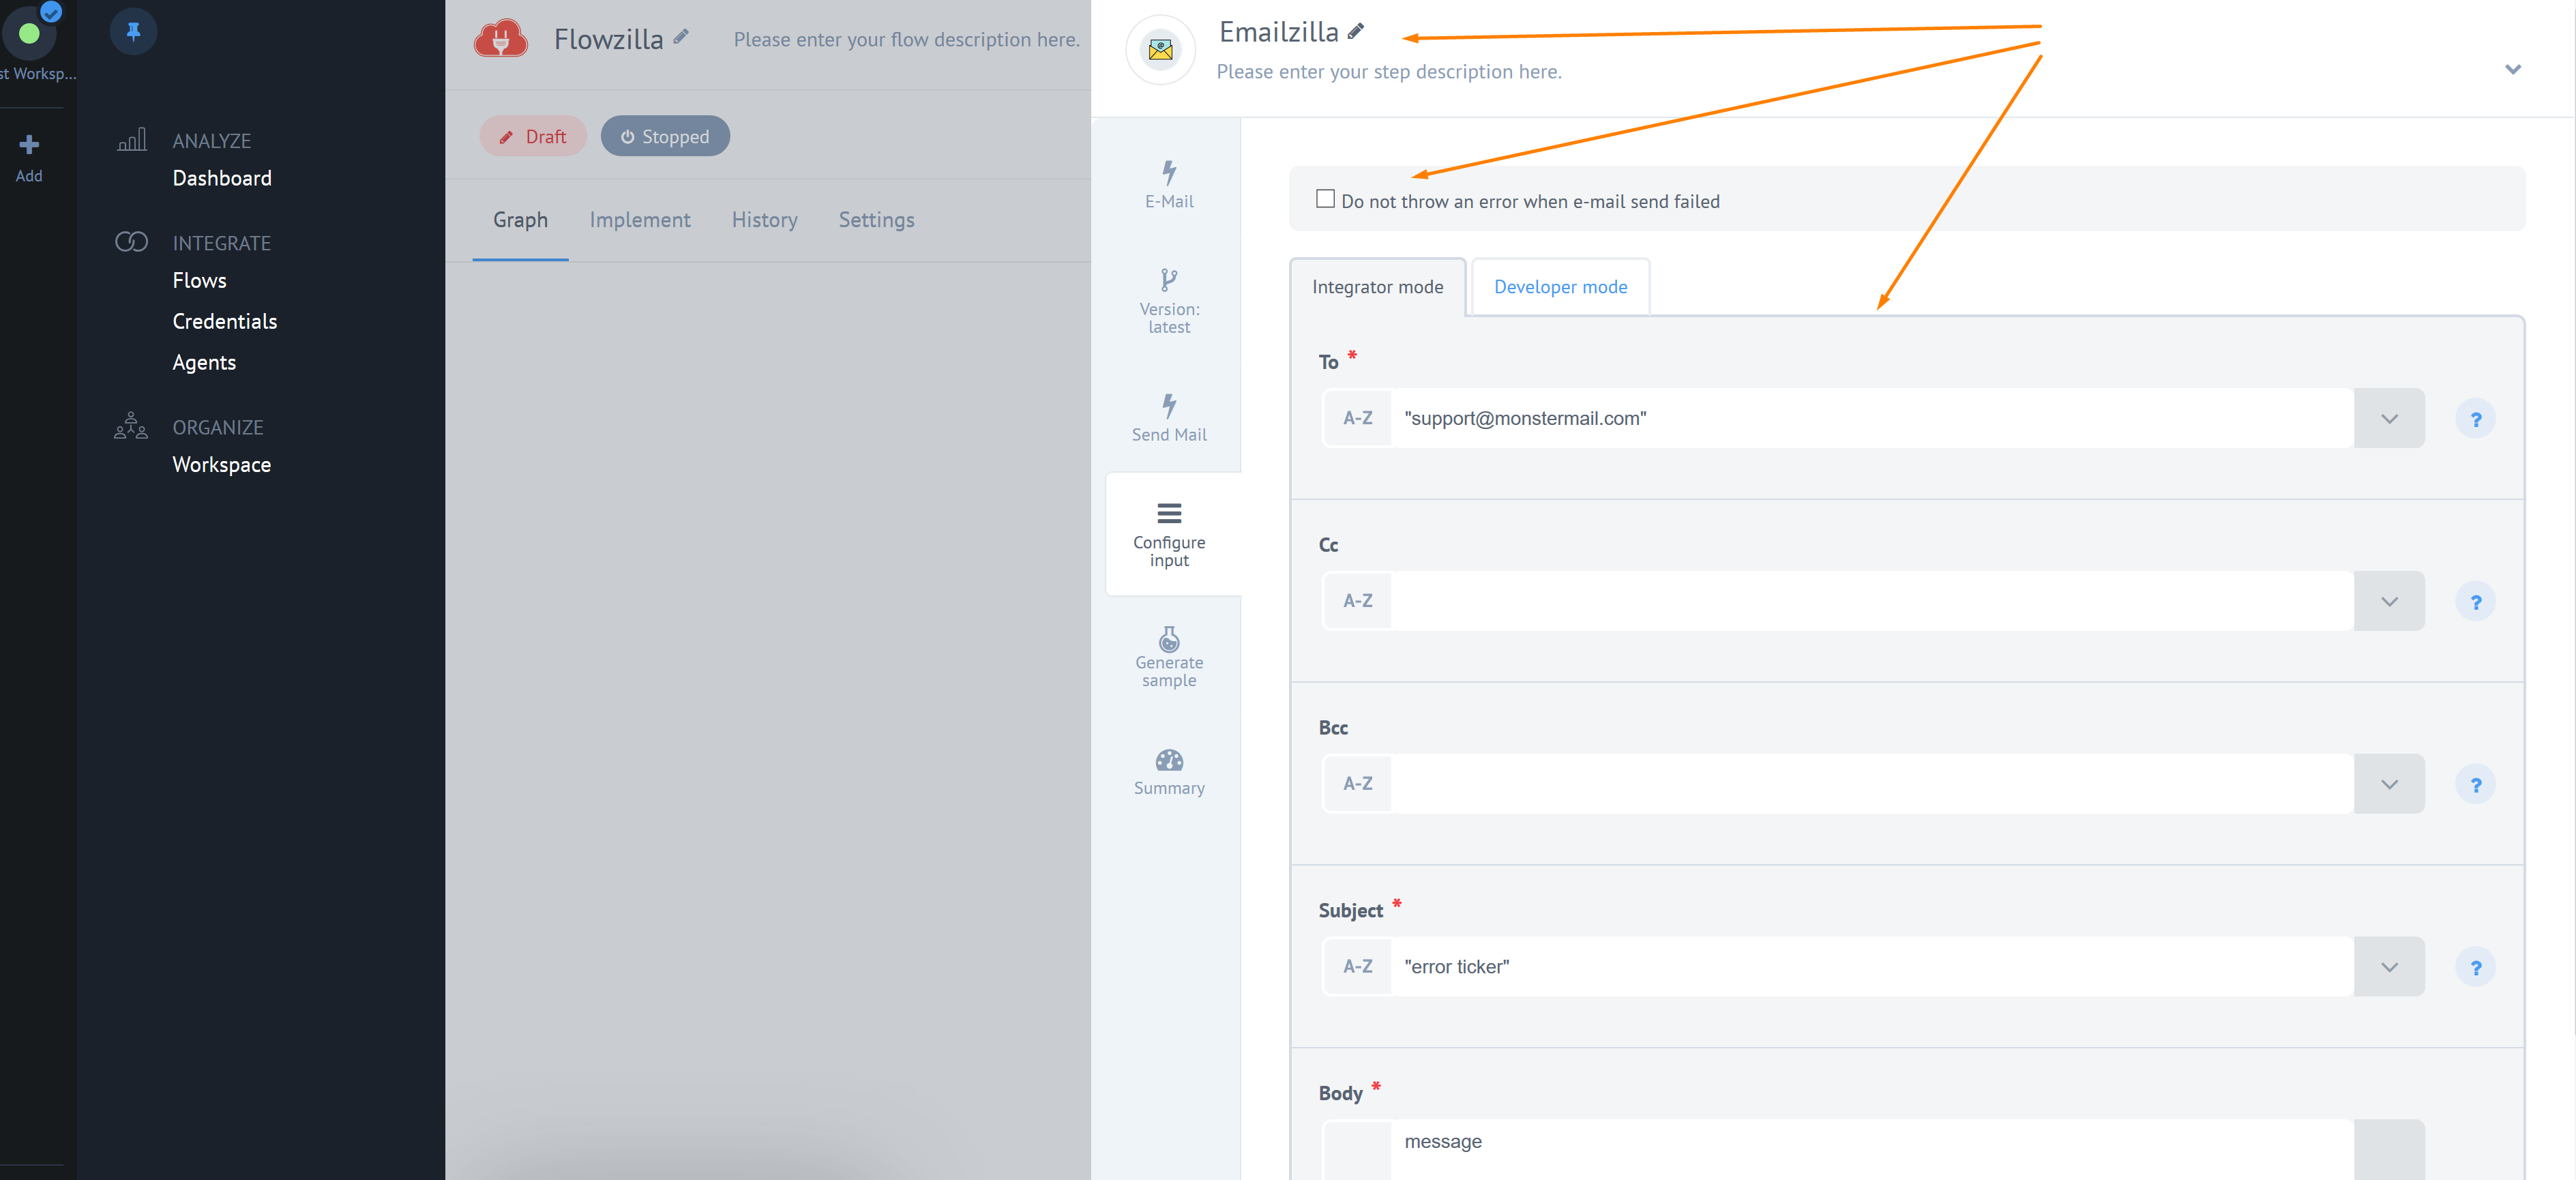 st Worksp...
Add
ANALYZE
Dashboard
INTEGRATE
Flows
Credentials
Agents
ORGANIZE
Workspace
Flowzilla
Please enter your flow description here.
Draft
Stopped
Graph
Implement
History
Settings
Emailzilla
Please enter your step description here.
E-Mail
Version:
latest
Send Mail
Configure
input
Generate
sample
Summary
Do not throw an error when e-mail send failed
Integrator mode
Developer mode
To *
A-Z
"support@monstermail.com"
?
Cc
A-Z
?
Bcc
A-Z
?
Subject *
A-Z
"error ticker"
?
Body *
message